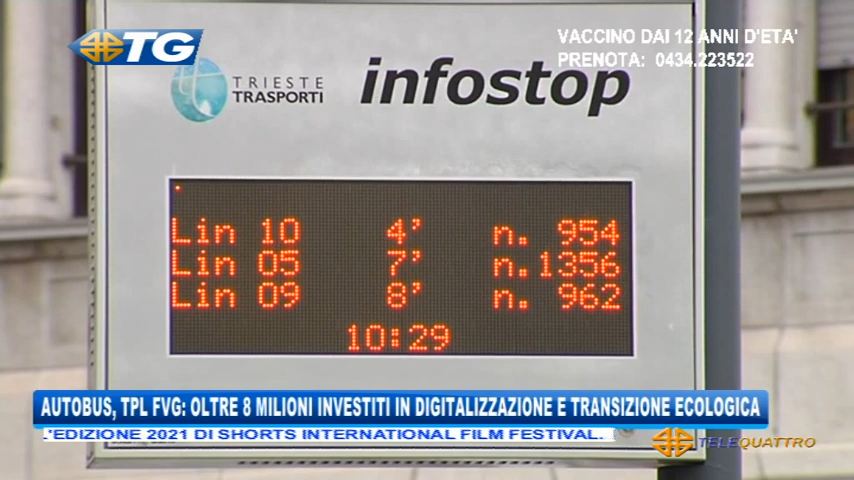 TG
VACCINO DAI 12 ANNI D'ETA'
PRENOTA: 0434.223522
TRIESTE
TRASPORTI
infostop
Lin 10 4' n. 954
Lin 05 7' n.1356
Lin 09 8' n. 962
10:29
AUTOBUS, TPL FVG: OLTRE 8 MILIONI INVESTITI IN DIGITALIZZAZIONE E TRANSIZIONE ECOLOGICA
'EDIZIONE 2021 DI SHORTS INTERNATIONAL FILM FESTIVAL.
TELEQUATTRO